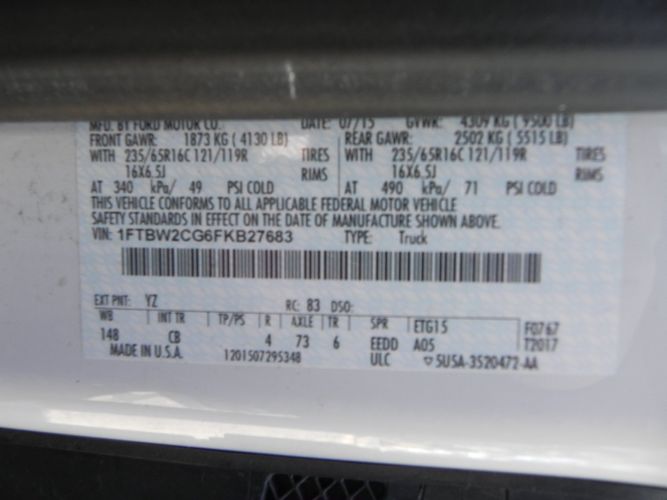 MFD. BY FORD MOTOR CO. DATE: 07/15 GVWR: 4309 KG ( 9500 LB)
FRONT GAWR: 1873 KG ( 4130 LB) REAR GAWR: 2502 KG ( 5515 LB)
WITH 235/65R16C 121/119R TIRES WITH 235/65R16C 121/119R TIRES
16X6.5J RIMS 16X6.5J RIMS
AT 340 kPa/ 49 PSI COLD AT 490 kPa/ 71 PSI COLD
THIS VEHICLE CONFORMS TO ALL APPLICABLE FEDERAL MOTOR VEHICLE
SAFETY STANDARDS IN EFFECT ON THE DATE OF MANUFACTURE SHOWN ABOVE.
VIN: 1FTBW2CG6FKB27683 TYPE: Truck
EXT PNT: YZ RC: 83 DSO:
WB INT TR TP/PS R AXLE TR SPR ETG15 F0767
148 CB 4 73 6 EEDD A05 T2017
MADE IN U.S.A. 1201507295348 ULC ▽5U5A-3520472-AA